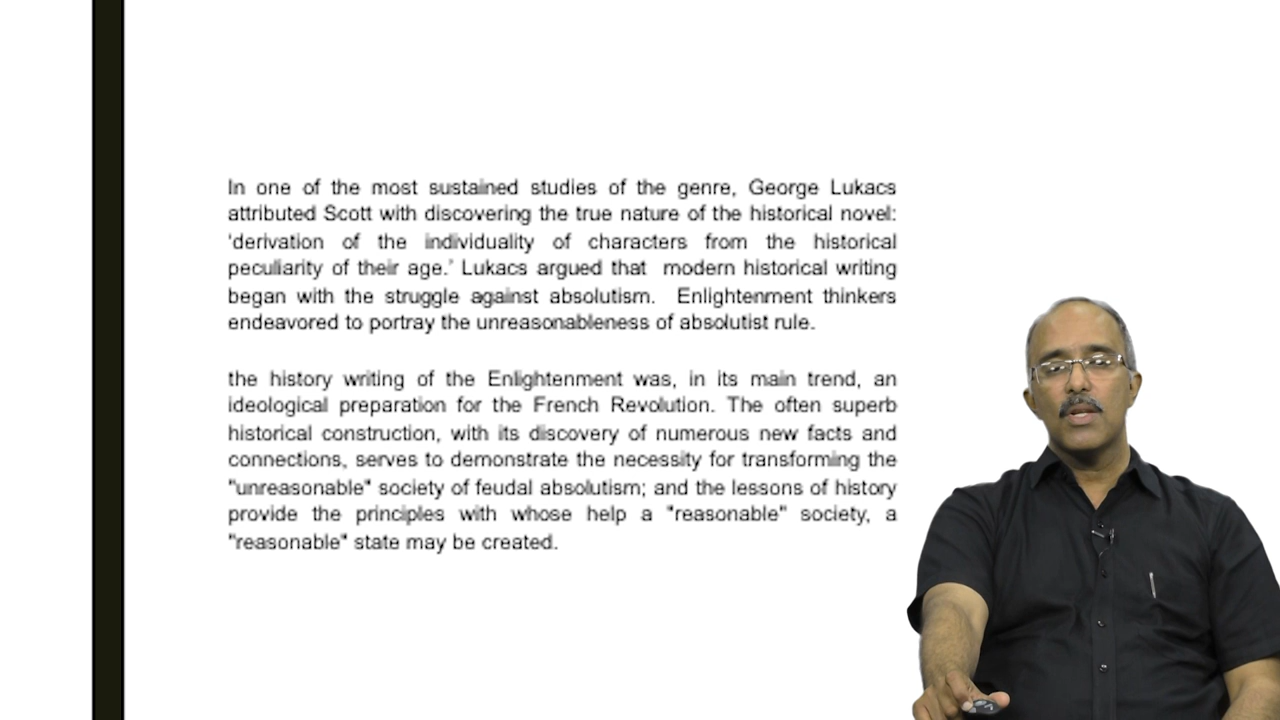 In one of the most sustained studies of the genre, George Lukacs
attributed Scott with discovering the true nature of the historical novel:
'derivation of the individuality of characters from the historical
peculiarity of their age.' Lukacs argued that modern historical writing
began with the struggle against absolutism. Enlightenment thinkers
endeavored to portray the unreasonableness of absolutist rule.
the history writing of the Enlightenment was, in its main trend, an
ideological preparation for the French Revolution. The often superb
historical construction, with its discovery of numerous new facts and
connections, serves to demonstrate the necessity for transforming the
"unreasonable" society of feudal absolutism; and the lessons of history
provide the principles with whose help a "reasonable" society, a
"reasonable" state may be created.